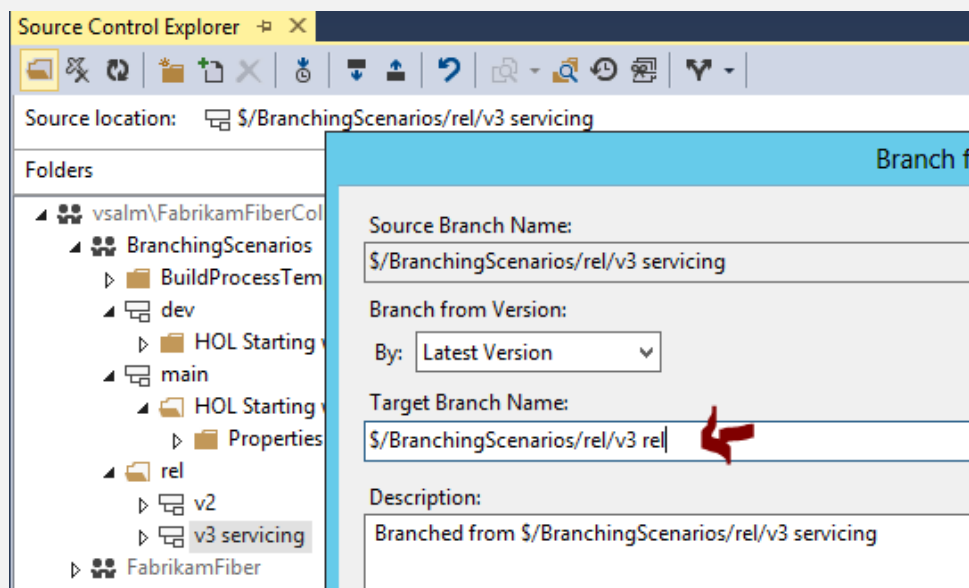 Source Control Explorer
Source location: $/BranchingScenarios/rel/v3 servicing
Folders
vsalm\FabrikamFiberCol
BranchingScenarios
BuildProcessTem
dev
HOL Starting
main
HOL Starting
Properties
rel
v2
v3 servicing
FabrikamFiber
Branch f
Source Branch Name:
$/BranchingScenarios/rel/v3 servicing
Branch from Version:
By: Latest Version
Target Branch Name:
$/BranchingScenarios/rel/v3 rel
Description:
Branched from $/BranchingScenarios/rel/v3 servicing